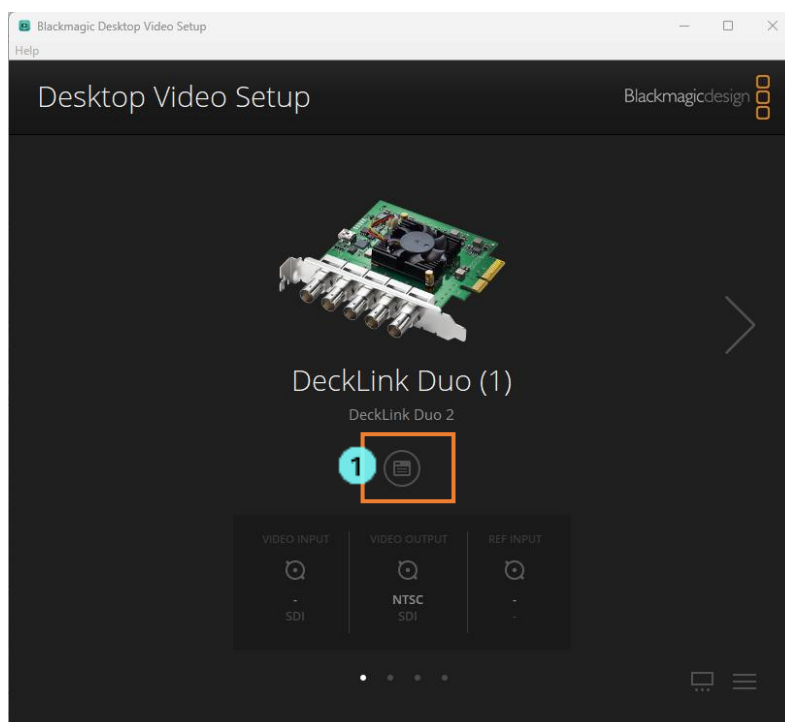 Blackmagic Desktop Video Setup
Help
Desktop Video Setup
Blackmagicdesign
DeckLink Duo (1)
DeckLink Duo 2
1
VIDEO INPUT VIDEO OUTPUT REF INPUT
- NTSC -
SDI SDI -